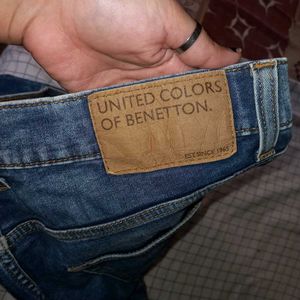 UNITED COLORS
OF BENETTON.
EST. SINCE 1965